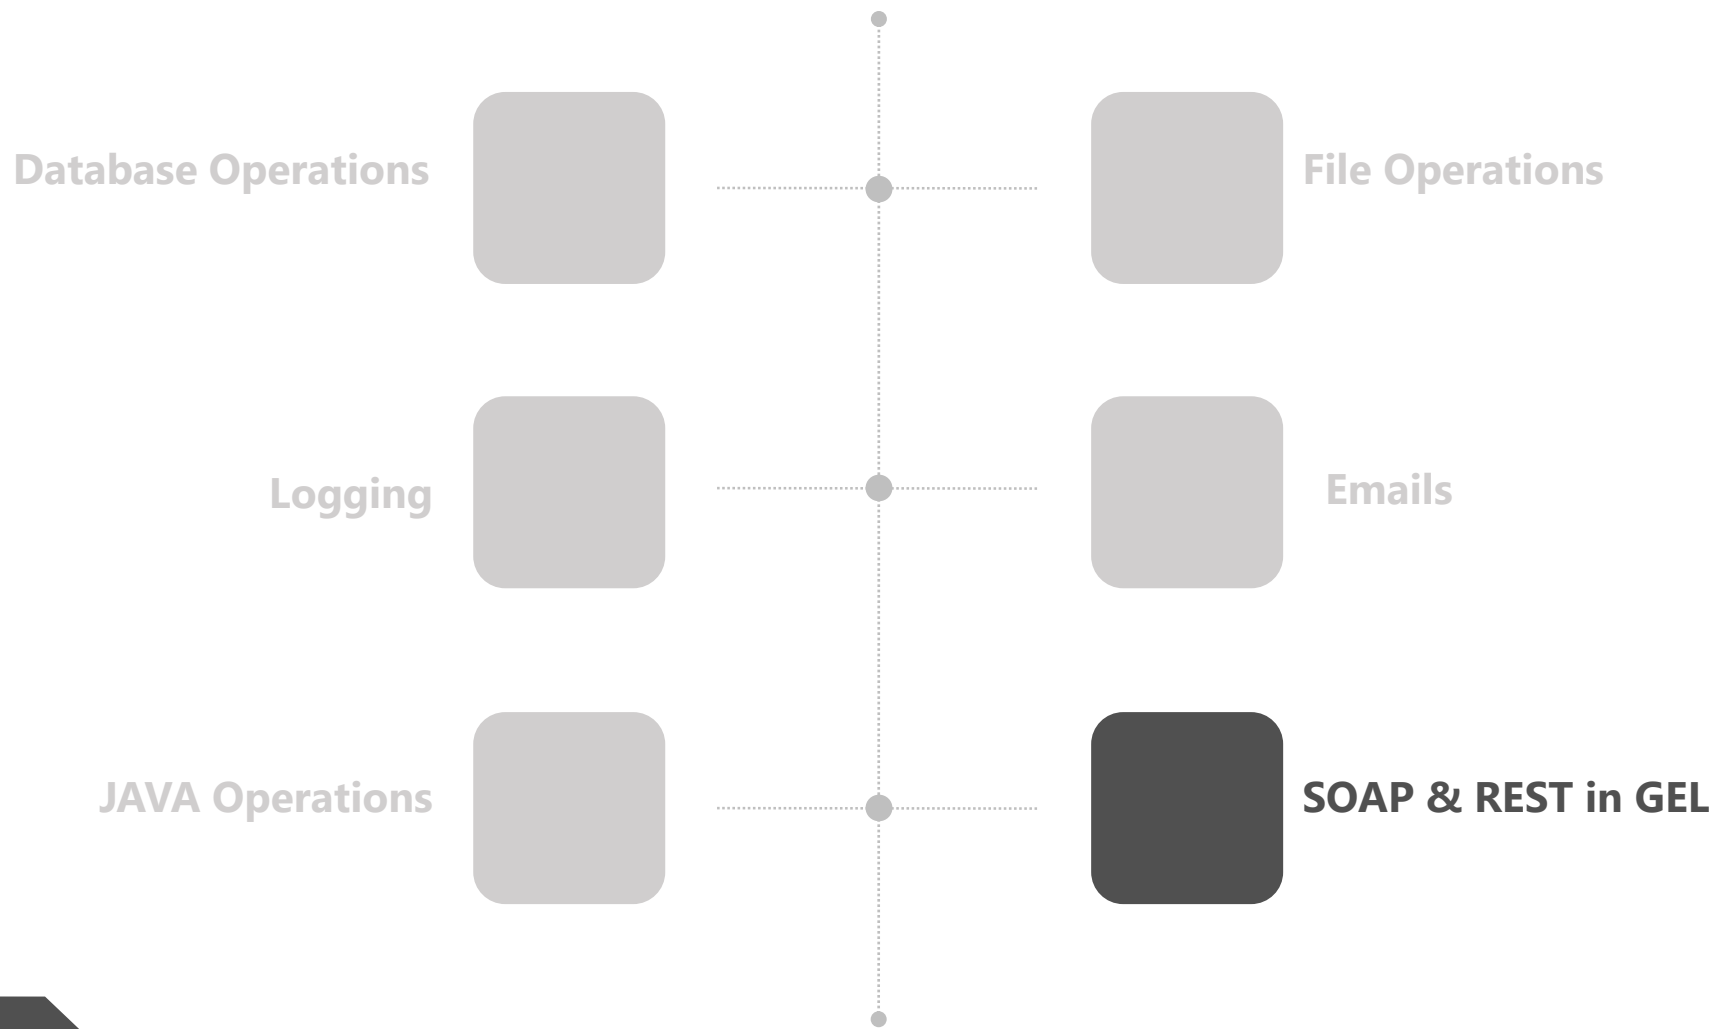 Database Operations
File Operations
Logging
Emails
JAVA Operations
SOAP & REST in GEL